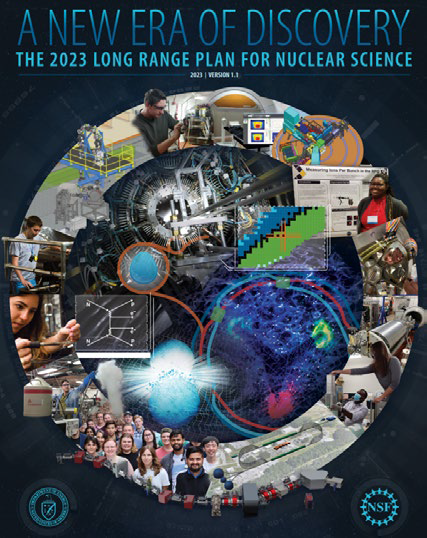 A NEW ERA OF DISCOVERY
THE 2023 LONG RANGE PLAN FOR NUCLEAR SCIENCE
2023 | VERSION 1.1
NSF